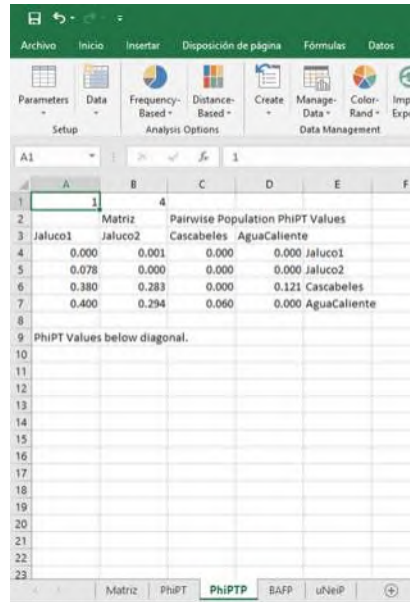 Archivo Inicio Insertar Disposición de página Fórmulas Datos
Parameters Data Frequency- Distance- Create Manage- Color- Imp
Based Based Data Rand Exp
Setup Analysis Options Data Management
A1 fx 1
A B C D E F
1 1 4
2 Matriz Pairwise Population PhiPT Values
3 Jaluco1 Jaluco2 Cascabeles AguaCaliente
4 0.000 0.001 0.000 0.000 Jaluco1
5 0.078 0.000 0.000 0.000 Jaluco2
6 0.380 0.283 0.000 0.121 Cascabeles
7 0.400 0.294 0.060 0.000 AguaCaliente
8
9 PhiPT Values below diagonal.
10
11
12
13
14
15
16
17
18
19
20
21
22
23
Matriz PhiPT PhiPTP BAFP uNeiP